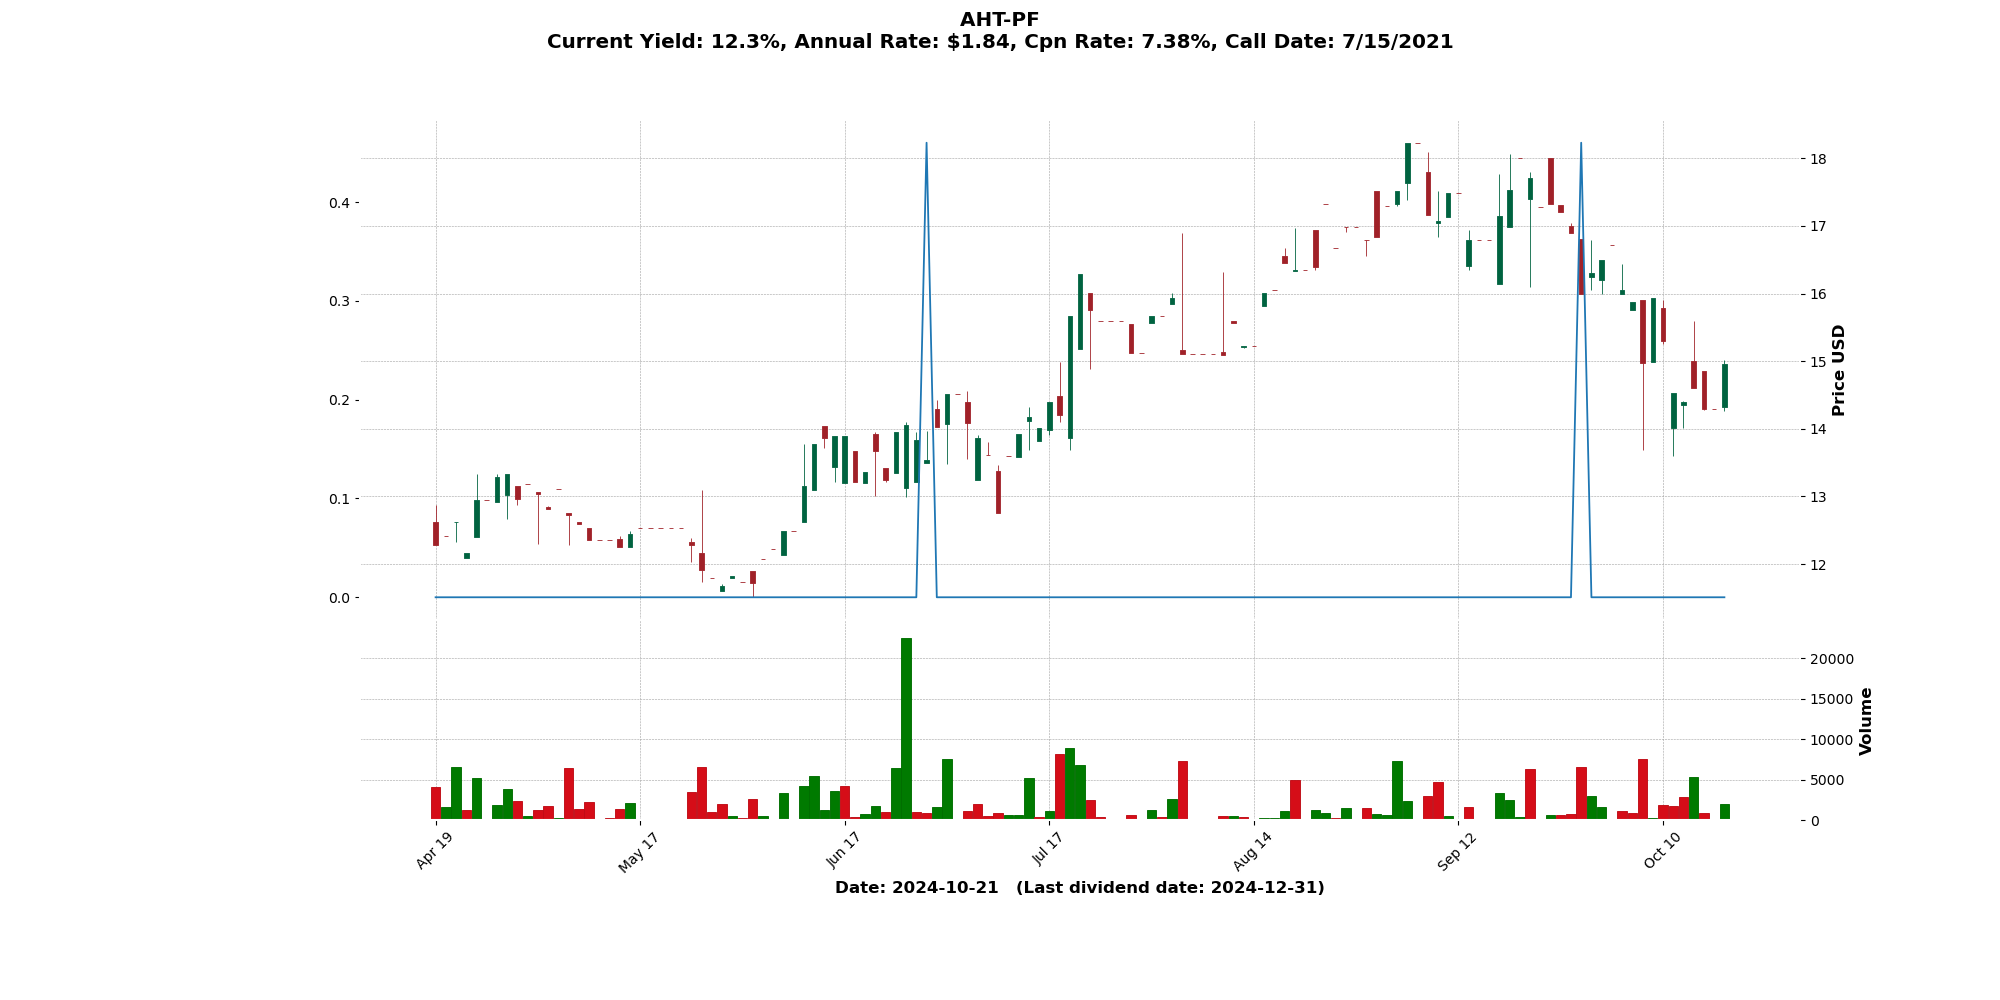 AHT-PF
Current Yield: 12.3%, Annual Rate: $1.84, Cpn Rate: 7.38%, Call Date: 7/15/2021
0.4
0.3
0.2
0.1
0.0
18
17
16
15
14
13
12
Price USD
20000
15000
10000
5000
0
Volume
Apr 19
May 17
Jun 17
Jul 17
Aug 14
Sep 12
Oct 10
Date: 2024-10-21 (Last dividend date: 2024-12-31)